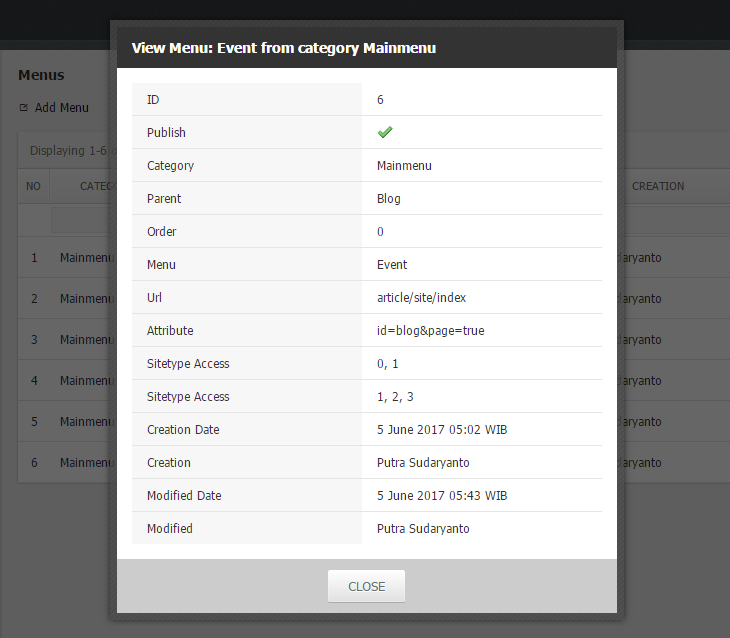 View Menu: Event from category Mainmenu
Menus
Add Menu
Displaying 1-6
NO CATEG CREATION
1 Mainmenu daryanto
2 Mainmenu daryanto
3 Mainmenu daryanto
4 Mainmenu daryanto
5 Mainmenu daryanto
6 Mainmenu daryanto
ID 6
Publish
Category Mainmenu
Parent Blog
Order 0
Menu Event
Url article/site/index
Attribute id=blog&page=true
Sitetype Access 0, 1
Sitetype Access 1, 2, 3
Creation Date 5 June 2017 05:02 WIB
Creation Putra Sudaryanto
Modified Date 5 June 2017 05:43 WIB
Modified Putra Sudaryanto
CLOSE